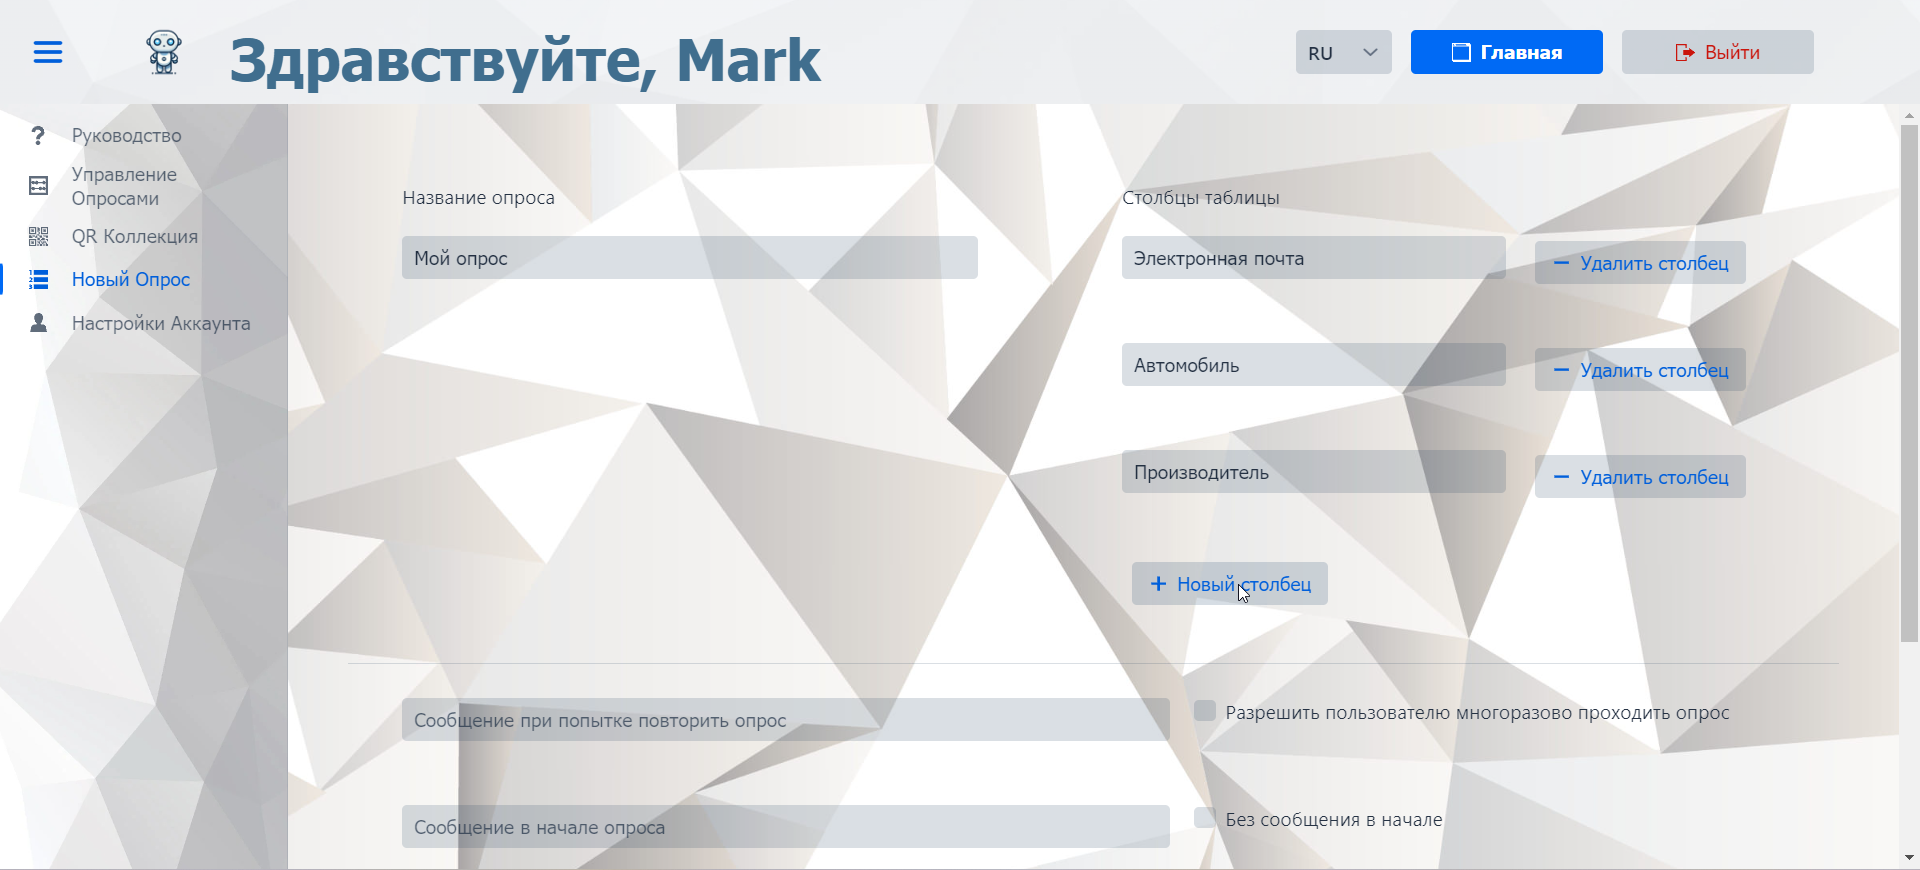 Здравствуйте, Mark
RU
Главная
Выйти
Руководство
Управление
Опросами
QR Коллекция
Новый Опрос
Настройки Аккаунта
Название опроса
Мой опрос
Столбцы таблицы
Электронная почта
Удалить столбец
Автомобиль
Удалить столбец
Производитель
Удалить столбец
+ Новый столбец
Сообщение при попытке повторить опрос
Разрешить пользователю многоразово проходить опрос
Сообщение в начале опроса
Без сообщения в начале